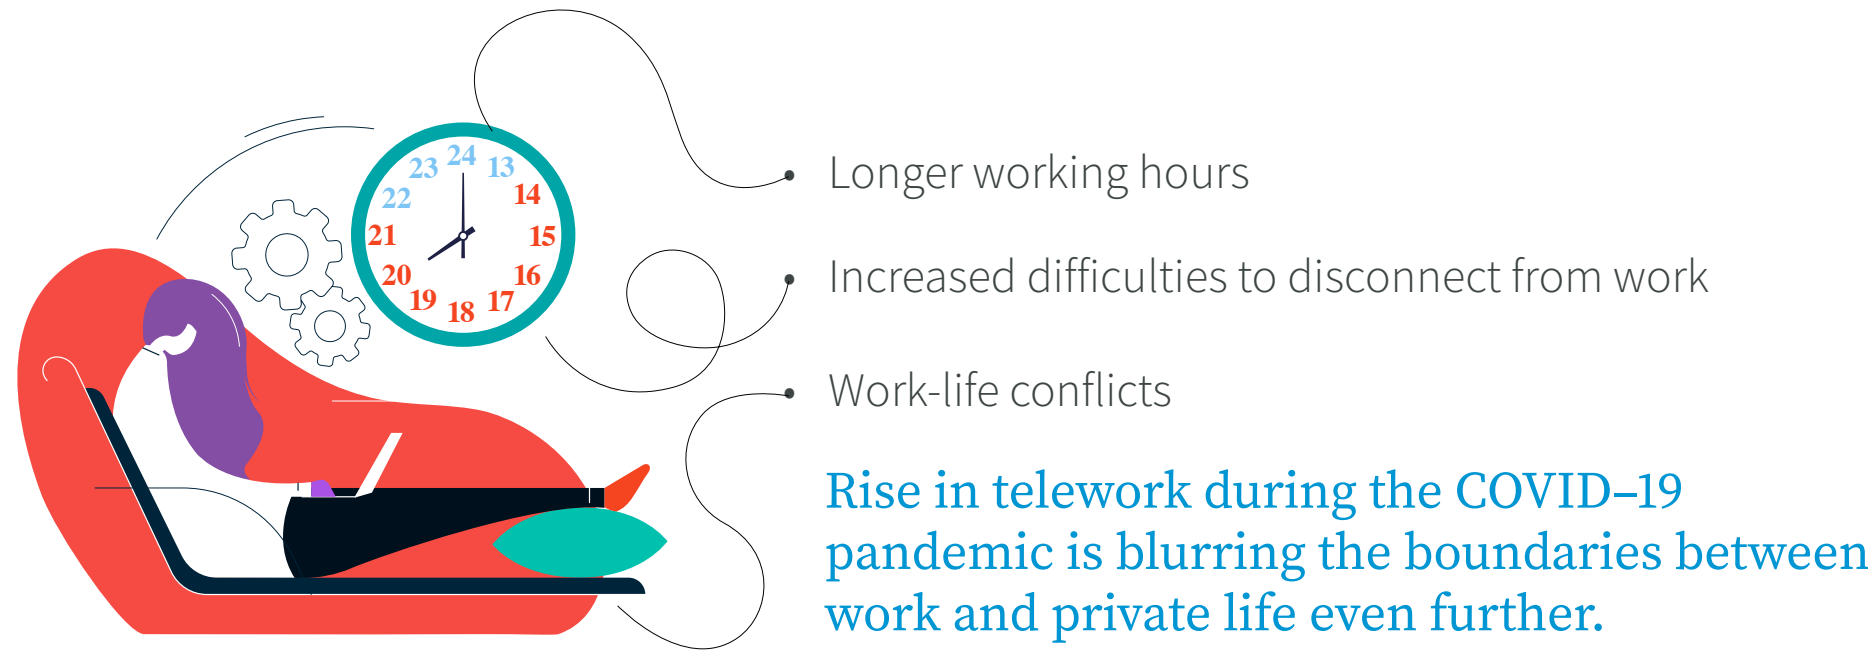 24
23
13
22
14
21
15
20
16
19
17
18
Longer working hours
Increased difficulties to disconnect from work
Work-life conflicts
Rise in telework during the COVID–19
pandemic is blurring the boundaries between
work and private life even further.